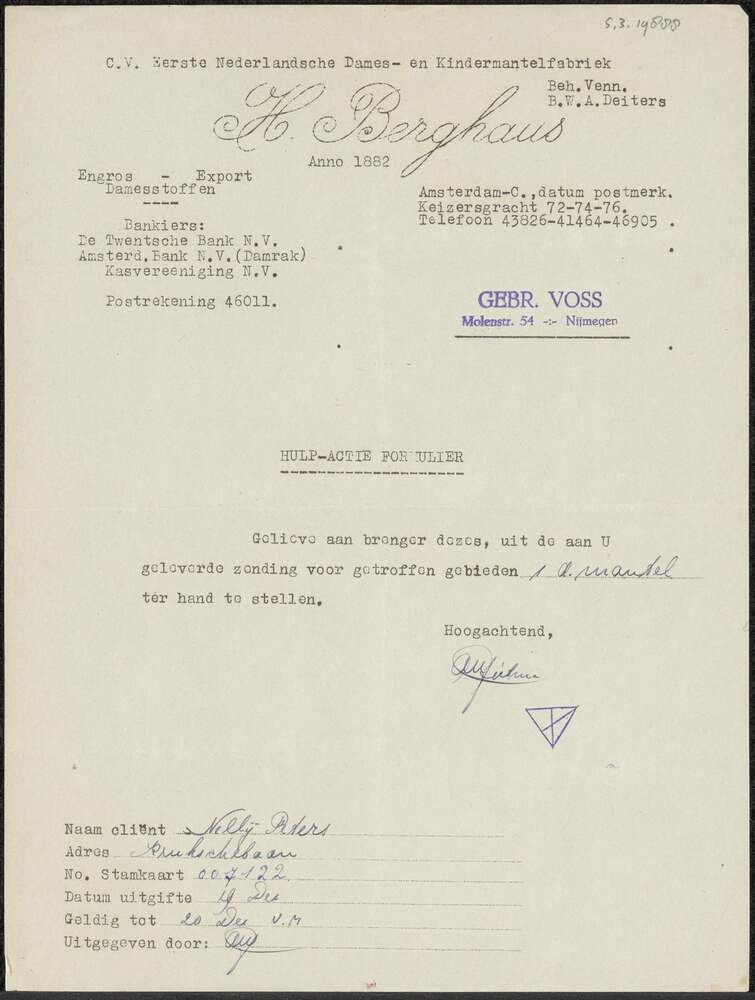 5.3.19688
C.V. Eerste Nederlandsche Dames- en Kindermantelfabriek
Beh.Venn.
B.W.A.Deiters
H. Berghaus
Anno 1882
Engros - Export
Damesstoffen
Amsterdam-C.,datum postmerk.
Keizersgracht 72-74-76.
Telefoon 43826-41464-46905 .
Bankiers:
De Twentsche Bank N.V.
Amsterd.Bank N.V.(Damrak)
Kasvereeniging N.V.
Postrekening 46011.
GEBR. VOSS
Molenstr. 54 -:- Nijmegen
HULP-ACTIE FORMULIER
Gelieve aan brenger dezes, uit de aan U
geleverde zending voor getroffen gebieden 1 d. mantel
ter hand te stellen.
Hoogachtend,
Naam cliënt Nelly Peters
Adres
No. Stamkaart 007122
Datum uitgifte 19 Dec
Geldig tot 20 Dec v.m
Uitgegeven door: